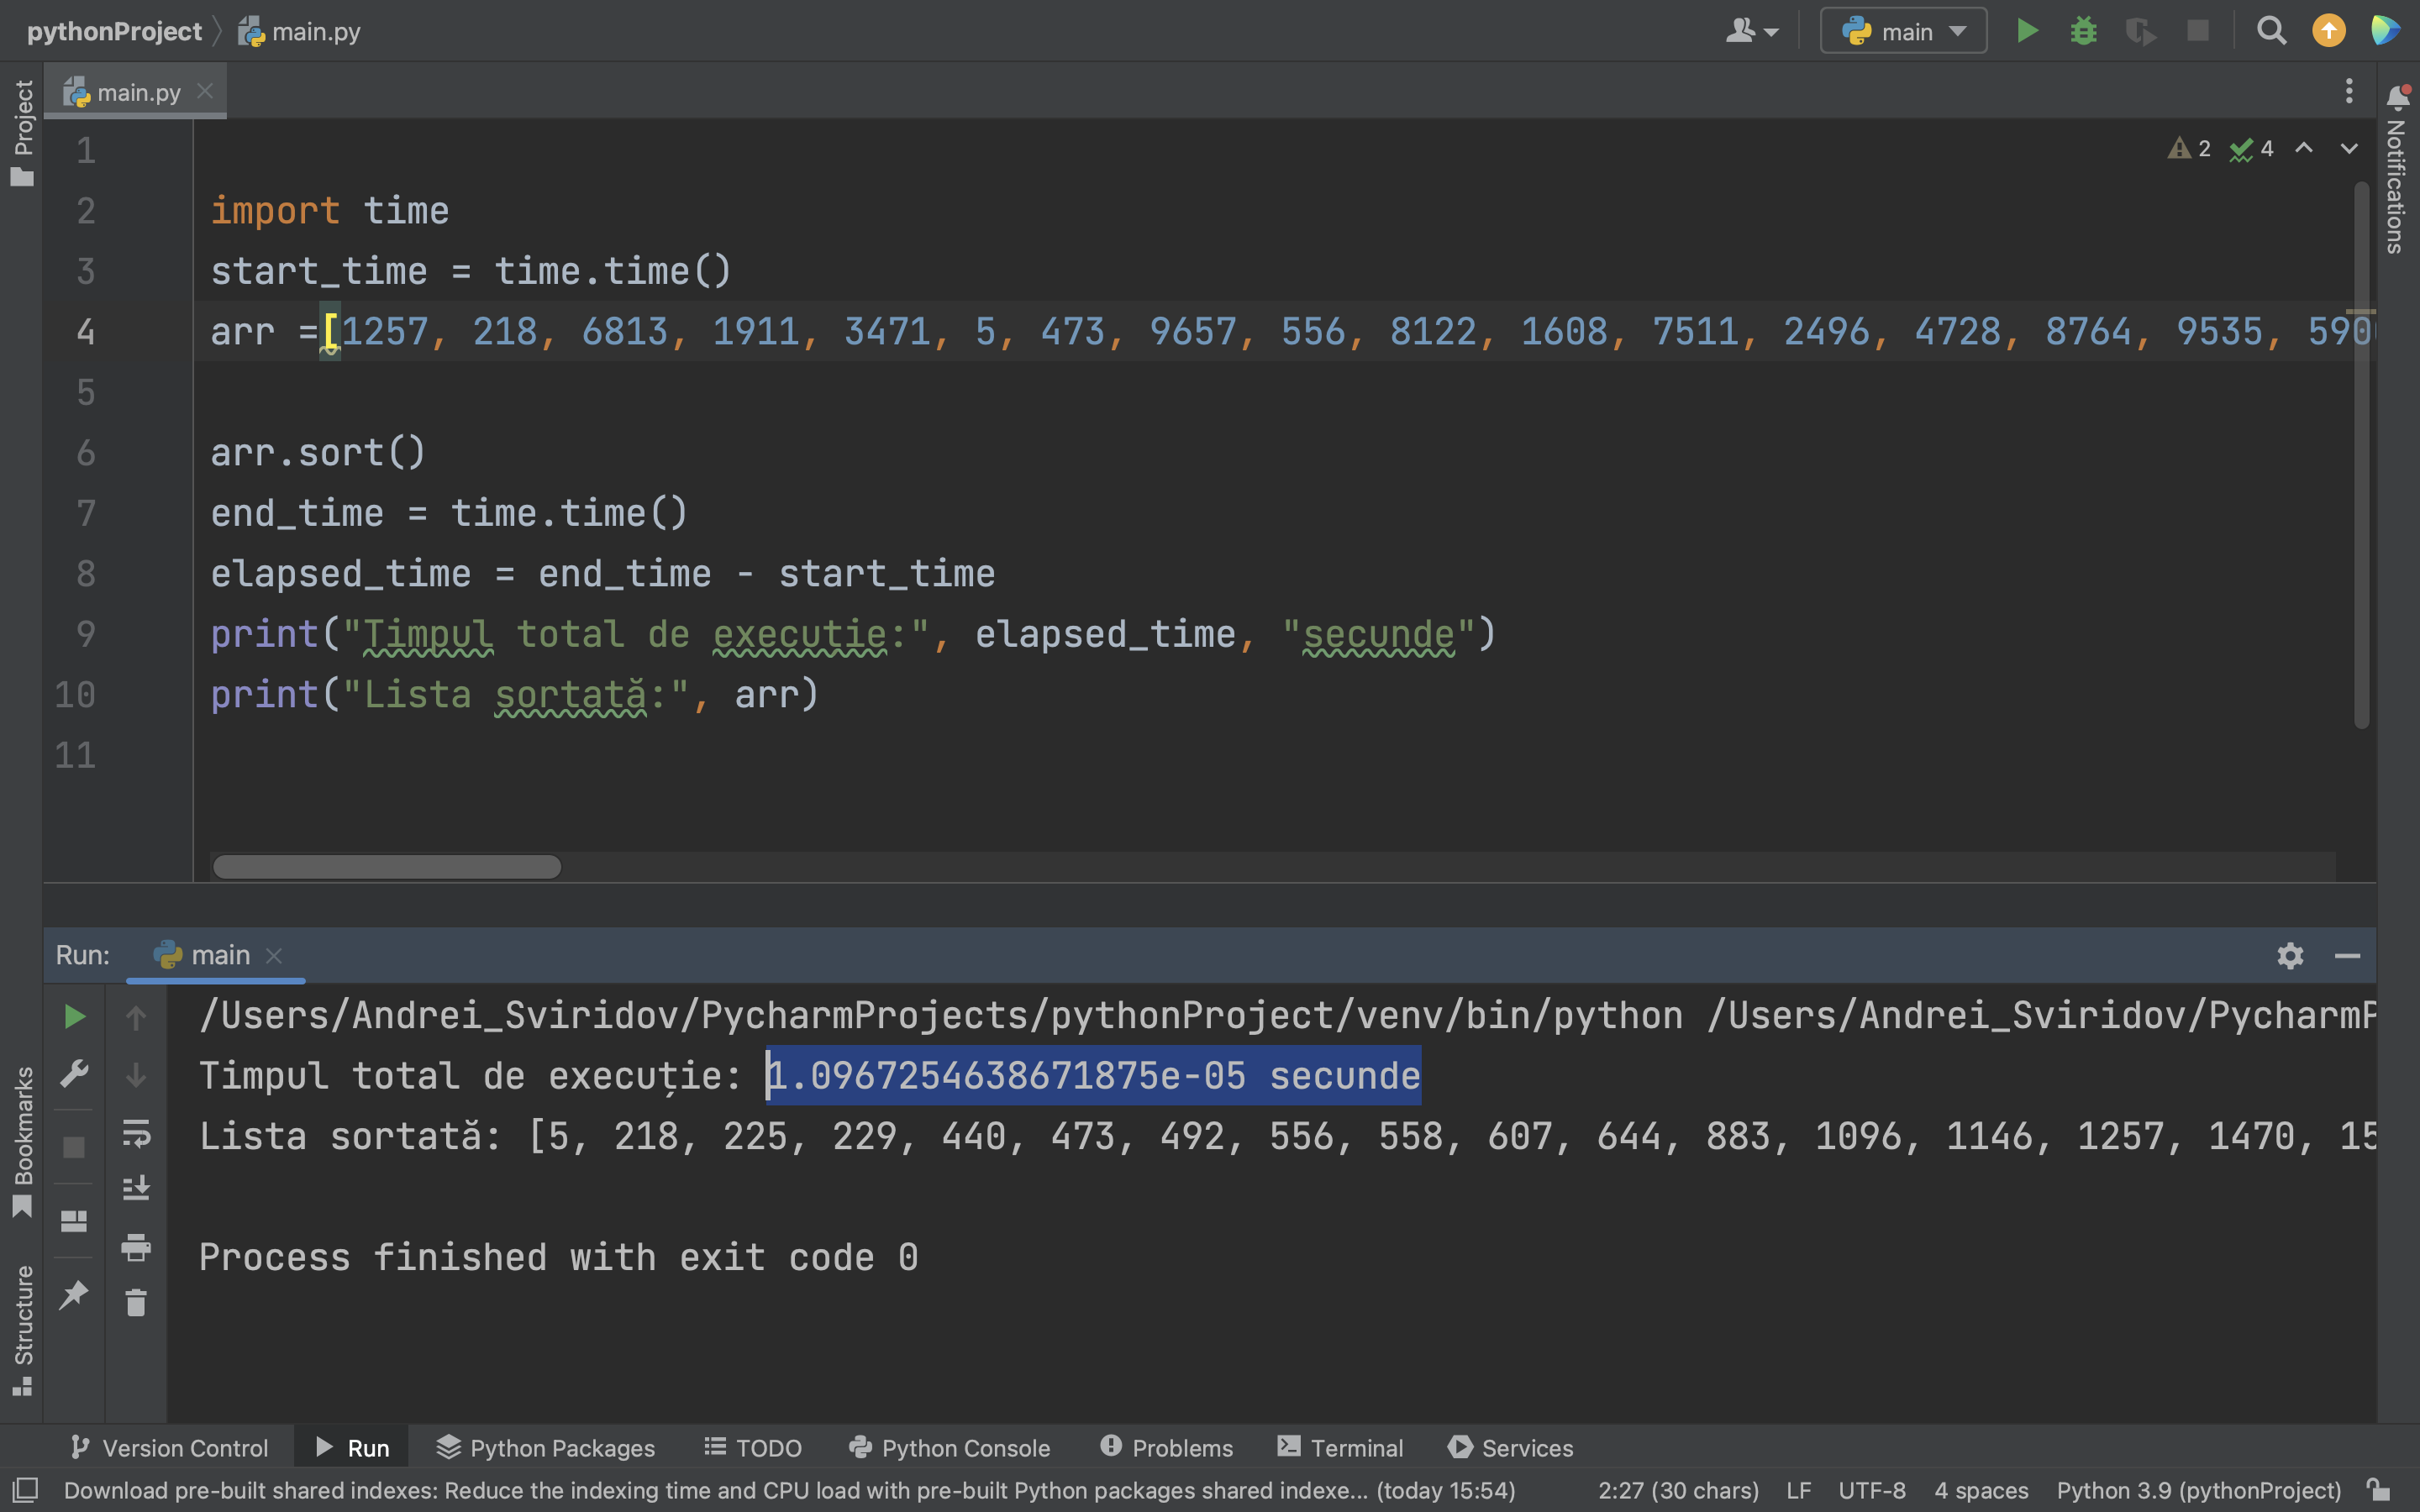 pythonProject main.py
main
Project
main.py
2 4
Notifications
1
2 import time
3 start_time = time.time()
4 arr =[1257, 218, 6813, 1911, 3471, 5, 473, 9657, 556, 8122, 1608, 7511, 2496, 4728, 8764, 9535, 590
5
6 arr.sort()
7 end_time = time.time()
8 elapsed_time = end_time - start_time
9 print("Timpul total de execuție:", elapsed_time, "secunde")
10 print("Lista sortată:", arr)
11
Run: main
/Users/Andrei_Sviridov/PycharmProjects/pythonProject/venv/bin/python /Users/Andrei_Sviridov/PycharmP
Timpul total de execuție: 1.0967254638671875e-05 secunde
Lista sortată: [5, 218, 225, 229, 440, 473, 492, 556, 558, 607, 644, 883, 1096, 1146, 1257, 1470, 15
Process finished with exit code 0
Bookmarks
Structure
Version Control Run Python Packages TODO Python Console Problems Terminal Services
Download pre-built shared indexes: Reduce the indexing time and CPU load with pre-built Python packages shared indexe... (today 15:54) 2:27 (30 chars) LF UTF-8 4 spaces Python 3.9 (pythonProject)